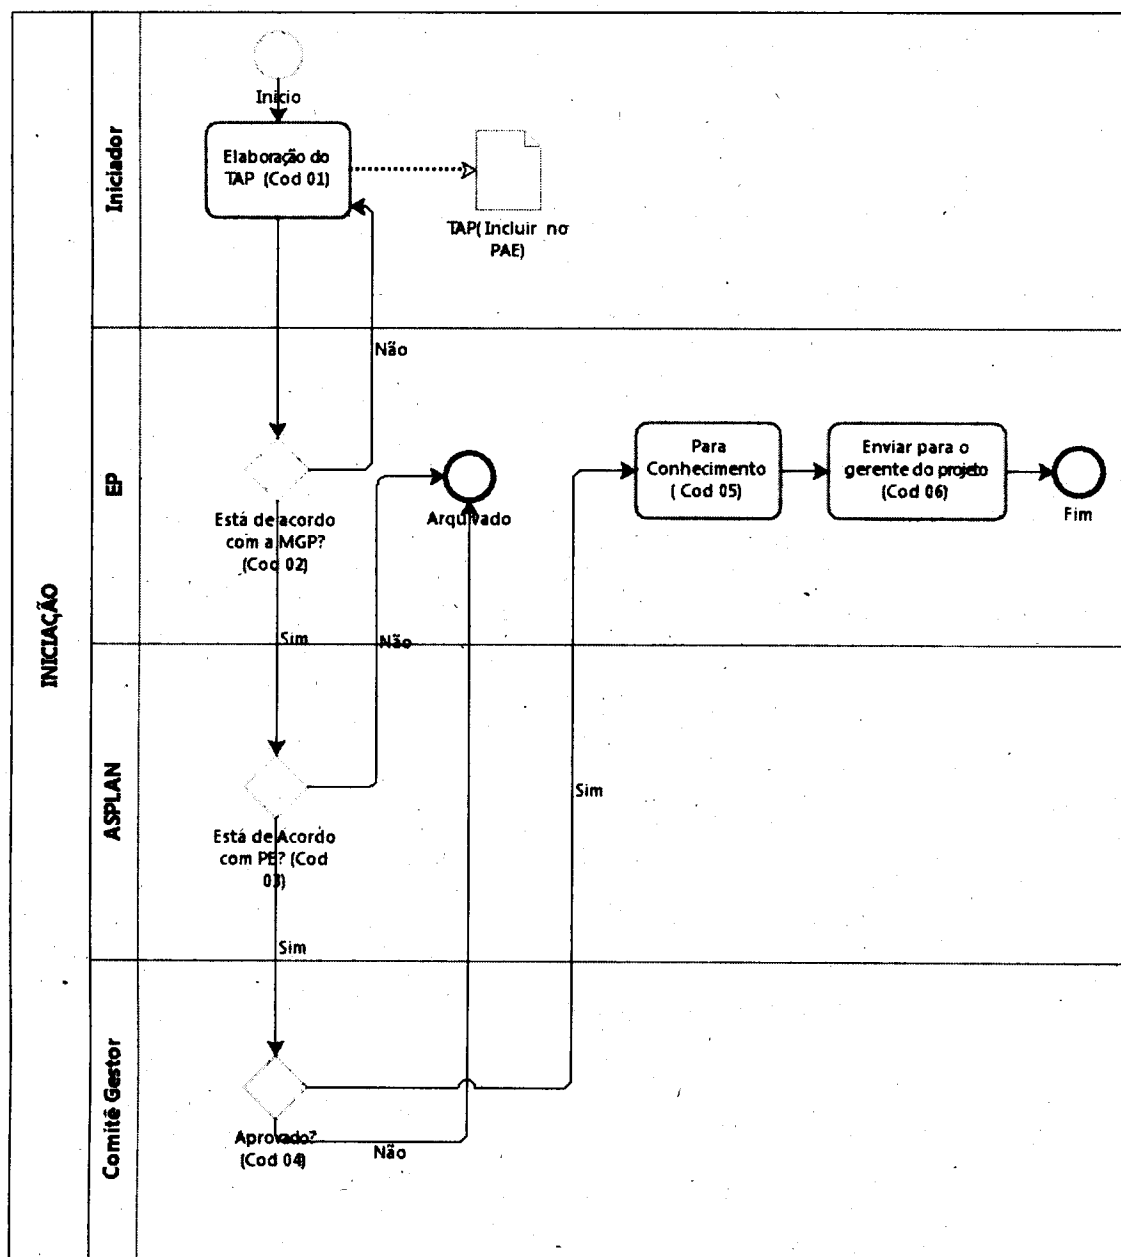 INICIAÇÃO
Iniciador
Início
Elaboração do
TAP (Cod 01)
TAP( Incluir no
PAE)
EP
Não
Está de acordo
com a MGP?
(Cod 02)
Sim
Não
Arquivado
Para
Conhecimento
( Cod 05)
Enviar para o
gerente do projeto
(Cod 06)
Fim
ASPLAN
Está de Acordo
com PE? (Cod
03)
Sim
Sim
Comitê Gestor
Aprovado?
(Cod 04)
Não